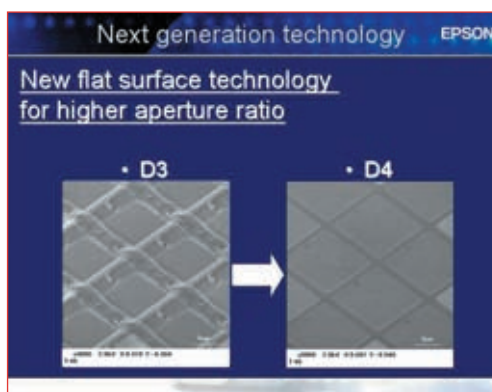 Next generation technology EPSON
New flat surface technology
for higher aperture ratio
• D3 • D4